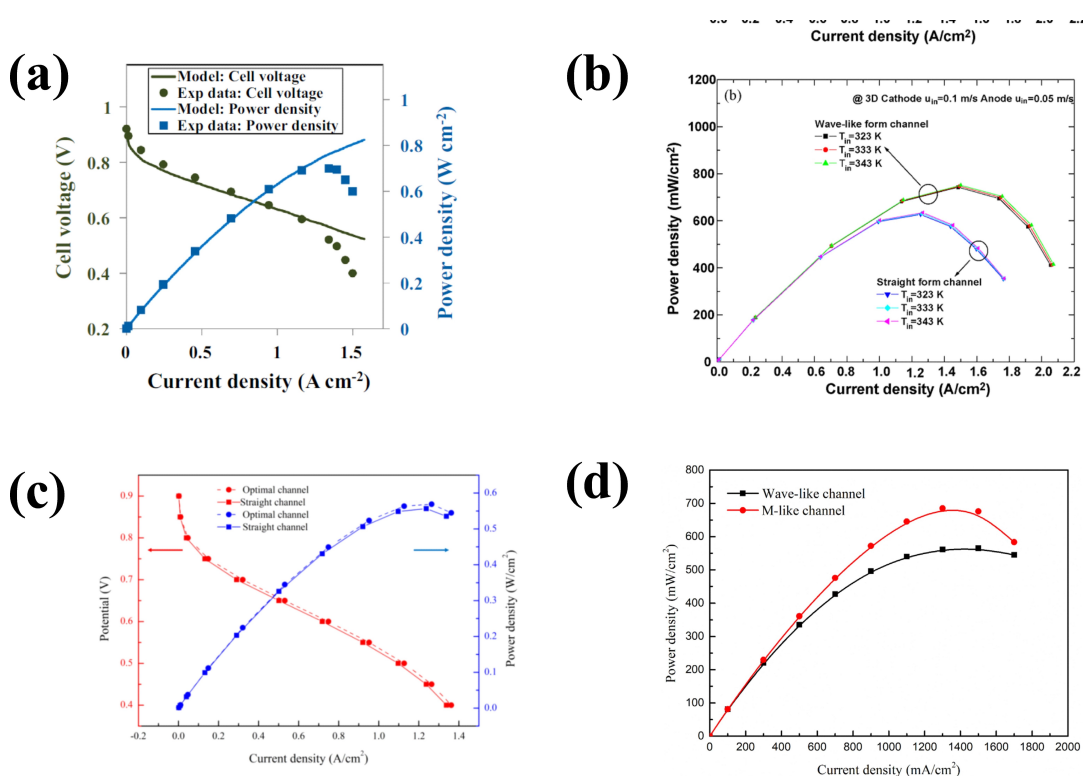 (a)
Model: Cell voltage
Exp data: Cell voltage
Model: Power density
Exp data: Power density
1
0.8
0.6
0.4
0.2
Cell voltage (V)
1
0.8
0.6
0.4
0.2
0
Power density (W cm-2)
0 0.5 1 1.5
Current density (A cm-2)
(b)
Current density (A/cm2)
(b)
@ 3D Cathode uin=0.1 m/s Anode uin=0.05 m/s
Wave-like form channel
Tin=323 K
Tin=333 K
Tin=343 K
Straight form channel
Tin=323 K
Tin=333 K
Tin=343 K
1200
1000
800
600
400
200
0
Power density (mW/cm2)
0.0 0.2 0.4 0.6 0.8 1.0 1.2 1.4 1.6 1.8 2.0 2.2
Current density (A/cm2)
(c)
Optimal channel
Straight channel
Optimal channel
Straight channel
0.9
0.8
0.7
0.6
0.5
0.4
Potential (V)
0.6
0.5
0.4
0.3
0.2
0.1
0.0
Power density (W/cm2)
-0.2 0.0 0.2 0.4 0.6 0.8 1.0 1.2 1.4
Current density (A/cm2)
(d)
Wave-like channel
M-like channel
800
700
600
500
400
300
200
100
0
Power density (mW/cm2)
0 200 400 600 800 1000 1200 1400 1600 1800 2000
Current density (mA/cm2)